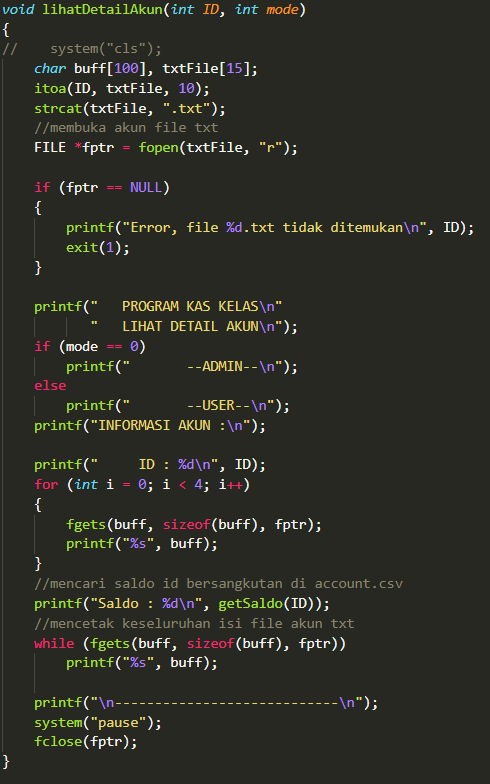 void lihatDetailAkun(int ID, int mode)
{
//    system("cls");
    char buff[100], txtFile[15];
    itoa(ID, txtFile, 10);
    strcat(txtFile, ".txt");
    //membuka akun file txt
    FILE *fptr = fopen(txtFile, "r");

    if (fptr == NULL)
    {
        printf("Error, file %d.txt tidak ditemukan\n", ID);
        exit(1);
    }

    printf("   PROGRAM KAS KELAS\n"
           "   LIHAT DETAIL AKUN\n");
    if (mode == 0)
        printf("       --ADMIN--\n");
    else
        printf("       --USER--\n");
    printf("INFORMASI AKUN :\n");

    printf("     ID : %d\n", ID);
    for (int i = 0; i < 4; i++)
    {
        fgets(buff, sizeof(buff), fptr);
        printf("%s", buff);
    }
    //mencari saldo id bersangkutan di account.csv
    printf("Saldo : %d\n", getSaldo(ID));
    //mencetak keseluruhan isi file akun txt
    while (fgets(buff, sizeof(buff), fptr))
        printf("%s", buff);

    printf("\n----------------------------\n");
    system("pause");
    fclose(fptr);
}